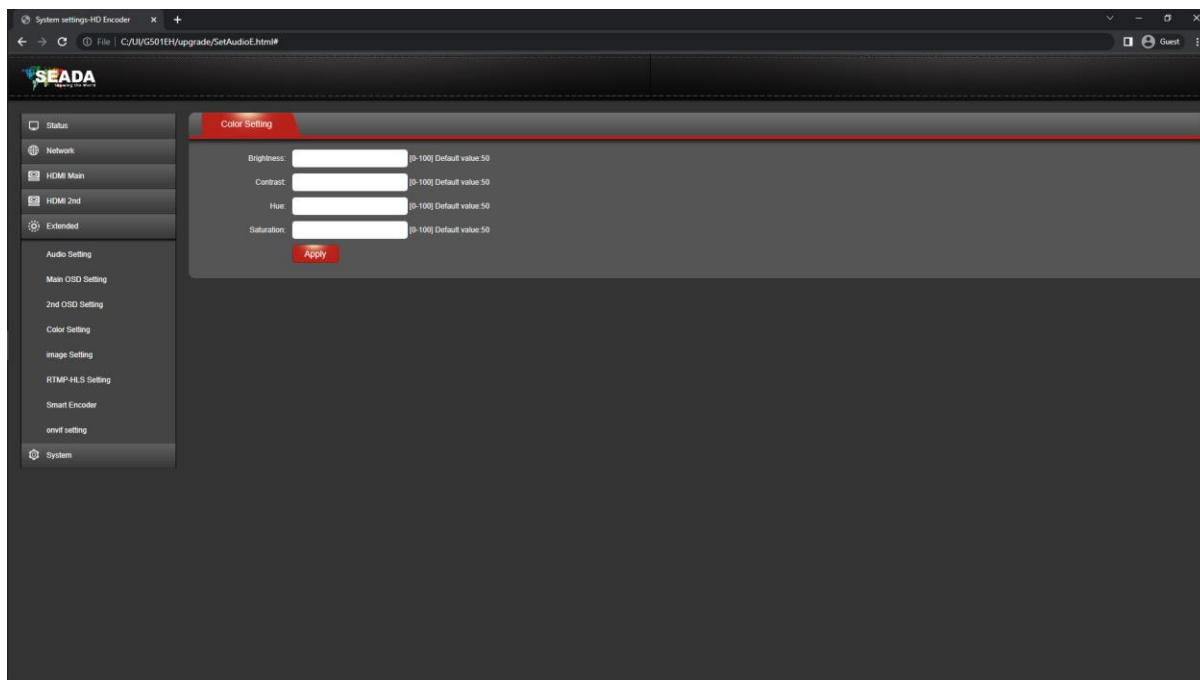 System settings-HD Encoder
File | C:/UI/G501EH/upgrade/SetAudioE.html#
Guest
SEADA
Status
Network
HDMI Main
HDMI 2nd
Extended
Audio Setting
Main OSD Setting
2nd OSD Setting
Color Setting
image Setting
RTMP-HLS Setting
Smart Encoder
onvif setting
System
Color Setting
Brightness: [0-100] Default value:50
Contrast: [0-100] Default value:50
Hue: [0-100] Default value:50
Saturation: [0-100] Default value:50
Apply